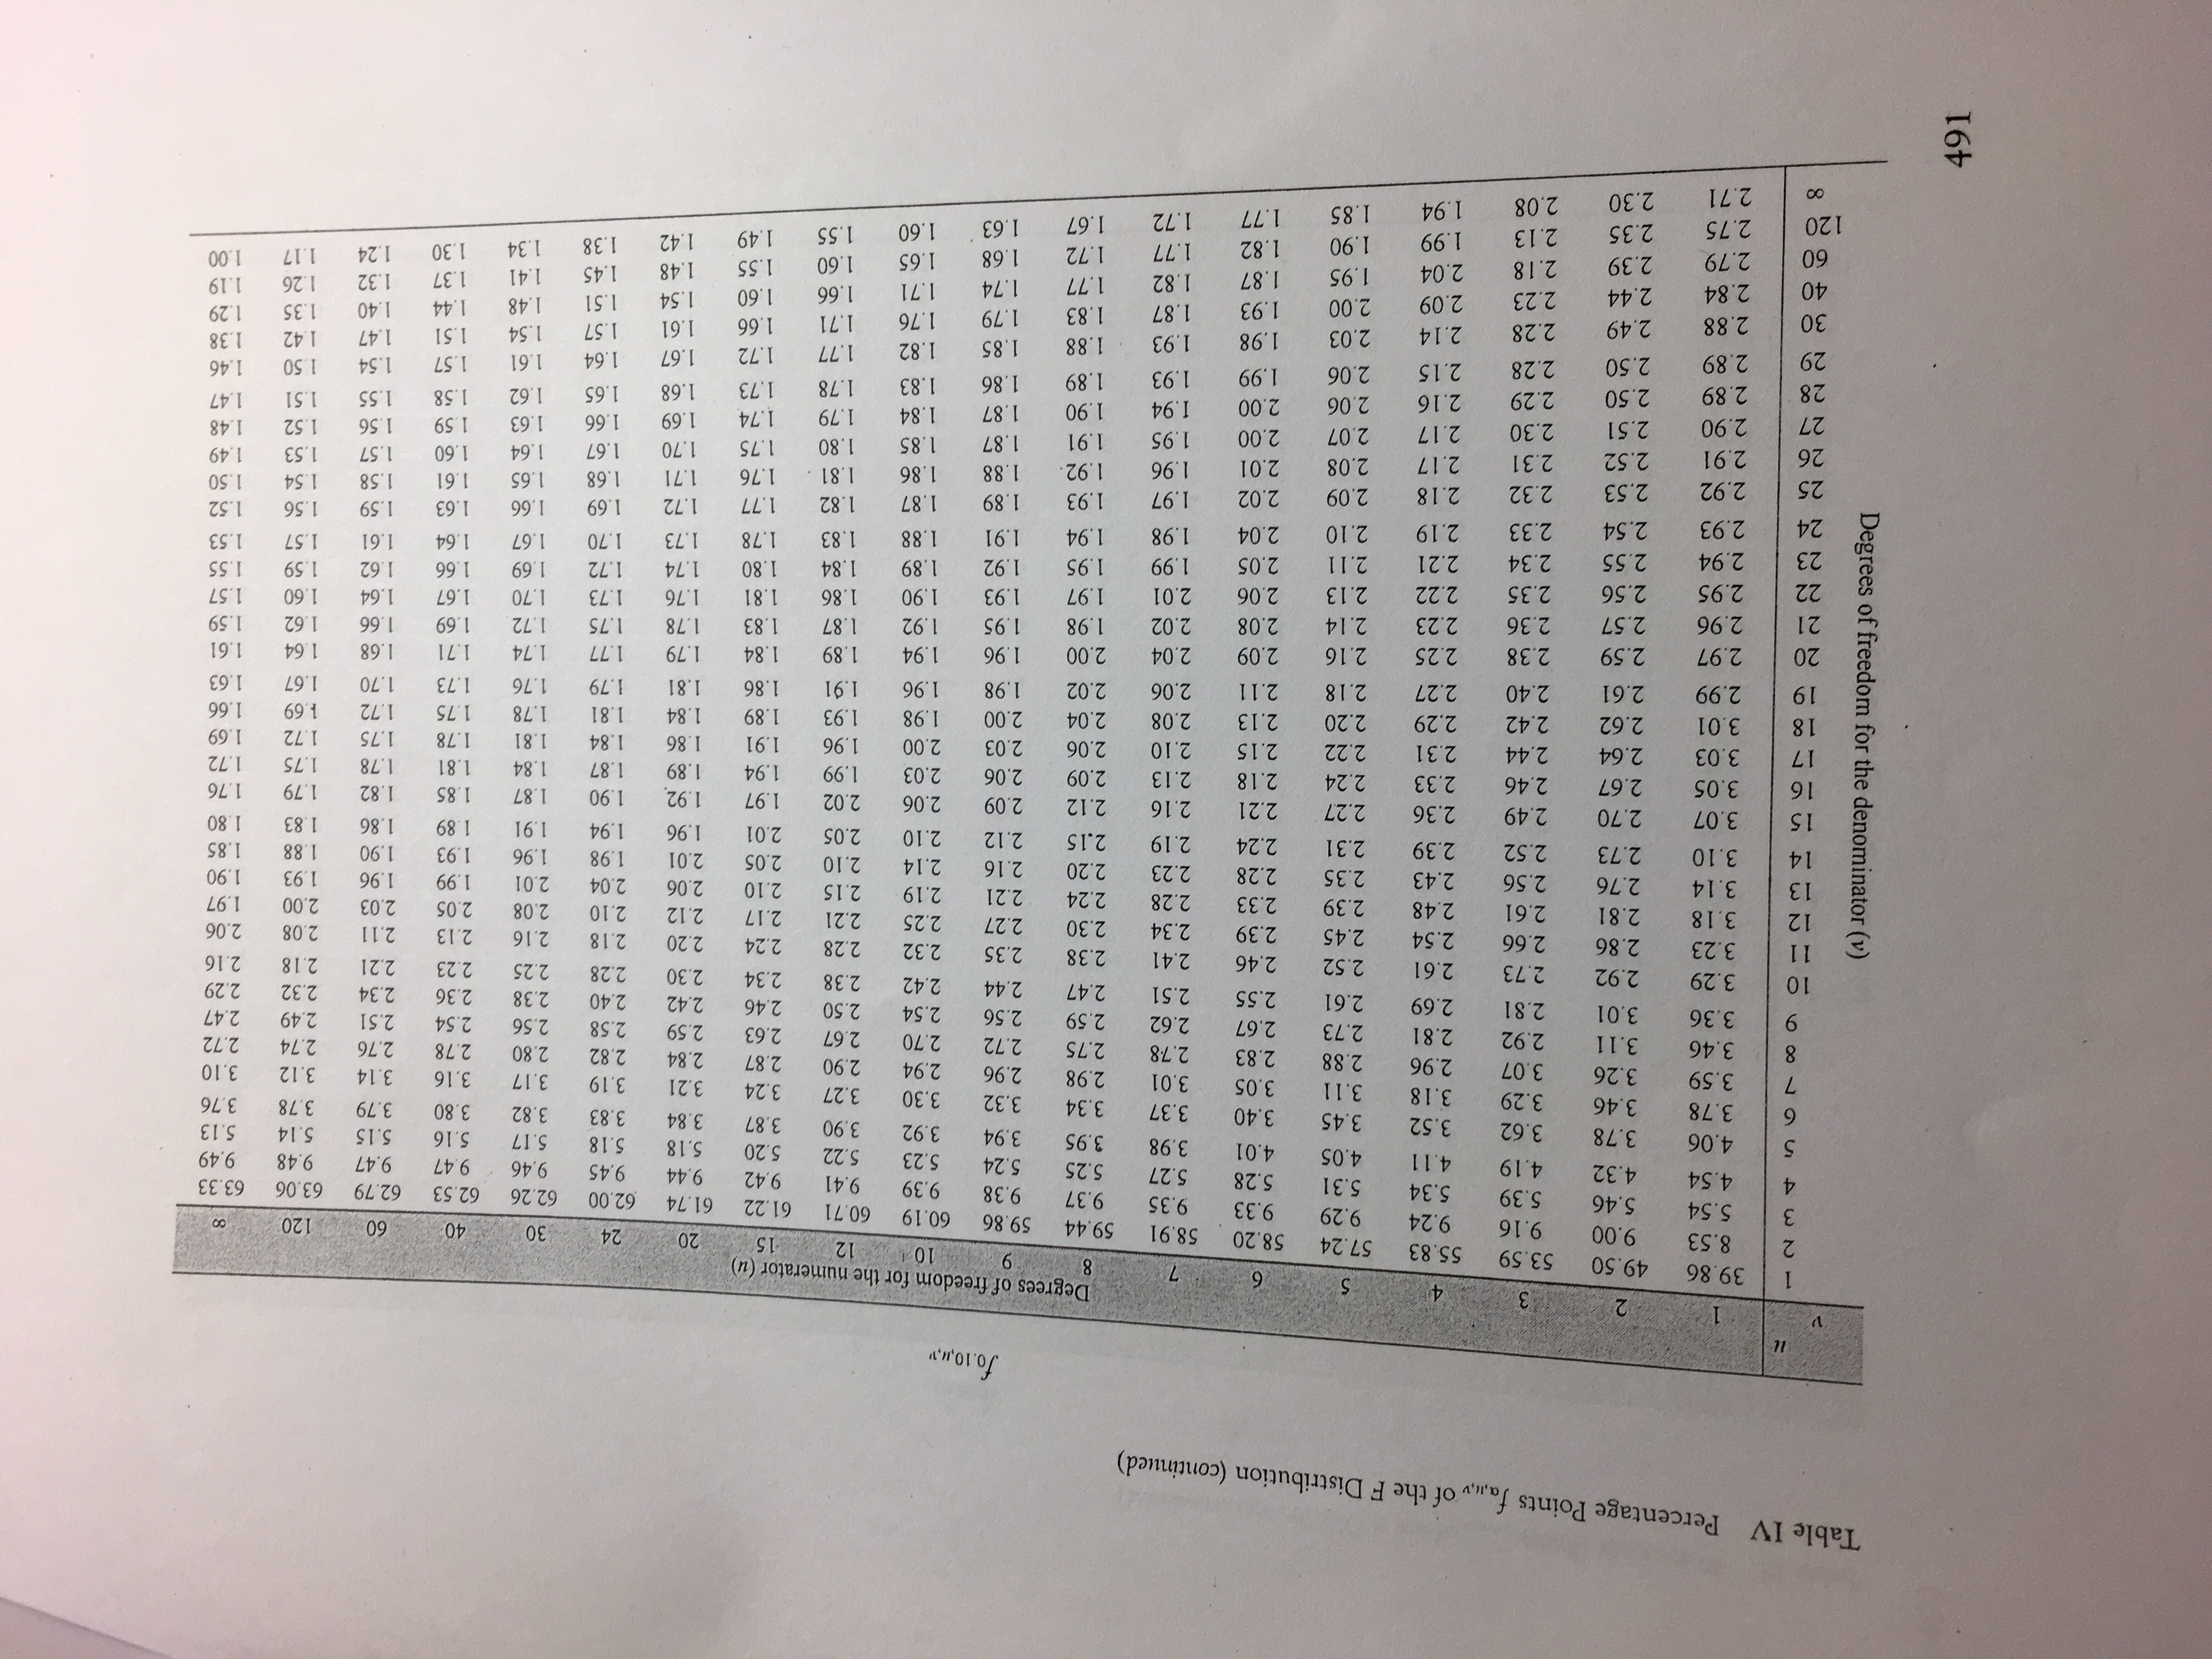 Table IV Percentage Points fα,u,v of the F Distribution (continued)
f0.10,u,v
Degrees of freedom for the numerator (u)
v u 1 2 3 4 5 6 7 8 9 10 12 15 20 24 30 40 60 120 ∞
Degrees of freedom for the denominator (v)
1 39.86 49.50 53.59 55.83 57.24 58.20 58.91 59.44 59.86 60.19 60.71 61.22 61.74 62.00 62.26 62.53 62.79 63.06 63.33
2 8.53 9.00 9.16 9.24 9.29 9.33 9.35 9.37 9.38 9.39 9.41 9.42 9.44 9.45 9.46 9.47 9.47 9.48 9.49
3 5.54 5.46 5.39 5.34 5.31 5.28 5.27 5.25 5.24 5.23 5.22 5.20 5.18 5.18 5.17 5.16 5.15 5.14 5.13
4 4.54 4.32 4.19 4.11 4.05 4.01 3.98 3.95 3.94 3.92 3.90 3.87 3.84 3.83 3.82 3.80 3.79 3.78 3.76
5 4.06 3.78 3.62 3.52 3.45 3.40 3.37 3.34 3.32 3.30 3.27 3.24 3.21 3.19 3.17 3.16 3.14 3.12 3.10
6 3.78 3.46 3.29 3.18 3.11 3.05 3.01 2.98 2.96 2.94 2.90 2.87 2.84 2.82 2.80 2.78 2.76 2.74 2.72
7 3.59 3.26 3.07 2.96 2.88 2.83 2.78 2.75 2.72 2.70 2.67 2.63 2.59 2.58 2.56 2.54 2.51 2.49 2.47
8 3.46 3.11 2.92 2.81 2.73 2.67 2.62 2.59 2.56 2.54 2.50 2.46 2.42 2.40 2.38 2.36 2.34 2.32 2.29
9 3.36 3.01 2.81 2.69 2.61 2.55 2.51 2.47 2.44 2.42 2.38 2.34 2.30 2.28 2.25 2.23 2.21 2.18 2.16
10 3.29 2.92 2.73 2.61 2.52 2.46 2.41 2.38 2.35 2.32 2.28 2.24 2.20 2.18 2.16 2.13 2.11 2.08 2.06
11 3.23 2.86 2.66 2.54 2.45 2.39 2.34 2.30 2.27 2.25 2.21 2.17 2.12 2.10 2.08 2.05 2.03 2.00 1.97
12 3.18 2.81 2.61 2.48 2.39 2.33 2.28 2.24 2.21 2.19 2.15 2.10 2.06 2.04 2.01 1.99 1.96 1.93 1.90
13 3.14 2.76 2.56 2.43 2.35 2.28 2.23 2.20 2.16 2.14 2.10 2.05 2.01 1.98 1.96 1.93 1.90 1.88 1.85
14 3.10 2.73 2.52 2.39 2.31 2.24 2.19 2.15 2.12 2.10 2.05 2.01 1.96 1.94 1.91 1.89 1.86 1.83 1.80
15 3.07 2.70 2.49 2.36 2.27 2.21 2.16 2.12 2.09 2.06 2.02 1.97 1.92 1.90 1.87 1.85 1.82 1.79 1.76
16 3.05 2.67 2.46 2.33 2.24 2.18 2.13 2.09 2.06 2.03 1.99 1.94 1.89 1.87 1.84 1.81 1.78 1.75 1.72
17 3.03 2.64 2.44 2.31 2.22 2.15 2.10 2.06 2.03 2.00 1.96 1.91 1.86 1.84 1.81 1.78 1.75 1.72 1.69
18 3.01 2.62 2.42 2.29 2.20 2.13 2.08 2.04 2.00 1.98 1.93 1.89 1.84 1.81 1.78 1.75 1.72 1.69 1.66
19 2.99 2.61 2.40 2.27 2.18 2.11 2.06 2.02 1.98 1.96 1.91 1.86 1.81 1.79 1.76 1.73 1.70 1.67 1.63
20 2.97 2.59 2.38 2.25 2.16 2.09 2.04 2.00 1.96 1.94 1.89 1.84 1.79 1.77 1.74 1.71 1.68 1.64 1.61
21 2.96 2.57 2.36 2.23 2.14 2.08 2.02 1.98 1.95 1.92 1.87 1.83 1.78 1.75 1.72 1.69 1.66 1.62 1.59
22 2.95 2.56 2.35 2.22 2.13 2.06 2.01 1.97 1.93 1.90 1.86 1.81 1.76 1.73 1.70 1.67 1.64 1.60 1.57
23 2.94 2.55 2.34 2.21 2.11 2.05 1.99 1.95 1.92 1.89 1.84 1.80 1.74 1.72 1.69 1.66 1.62 1.59 1.55
24 2.93 2.54 2.33 2.19 2.10 2.04 1.98 1.94 1.91 1.88 1.83 1.78 1.73 1.70 1.67 1.64 1.61 1.57 1.53
25 2.92 2.53 2.32 2.18 2.09 2.02 1.97 1.93 1.89 1.87 1.82 1.77 1.72 1.69 1.66 1.63 1.59 1.56 1.52
26 2.91 2.52 2.31 2.17 2.08 2.01 1.96 1.92 1.88 1.86 1.81 1.76 1.71 1.68 1.65 1.61 1.58 1.54 1.50
27 2.90 2.51 2.30 2.17 2.07 2.00 1.95 1.91 1.87 1.85 1.80 1.75 1.70 1.67 1.64 1.60 1.57 1.53 1.49
28 2.89 2.50 2.29 2.16 2.06 2.00 1.94 1.90 1.87 1.84 1.79 1.74 1.69 1.66 1.63 1.59 1.56 1.52 1.48
29 2.89 2.50 2.28 2.15 2.06 1.99 1.93 1.89 1.86 1.83 1.78 1.73 1.68 1.65 1.62 1.58 1.55 1.51 1.47
30 2.88 2.49 2.28 2.14 2.03 1.98 1.93 1.88 1.85 1.82 1.77 1.72 1.67 1.64 1.61 1.57 1.54 1.50 1.46
40 2.84 2.44 2.23 2.09 2.00 1.93 1.87 1.83 1.79 1.76 1.71 1.66 1.61 1.57 1.54 1.51 1.47 1.42 1.38
60 2.79 2.39 2.18 2.04 1.95 1.87 1.82 1.77 1.74 1.71 1.66 1.60 1.54 1.51 1.48 1.44 1.40 1.35 1.29
120 2.75 2.35 2.13 1.99 1.90 1.82 1.77 1.72 1.68 1.65 1.60 1.55 1.48 1.45 1.41 1.37 1.32 1.26 1.19
∞ 2.71 2.30 2.08 1.94 1.85 1.77 1.72 1.67 1.63 1.60 1.55 1.49 1.42 1.38 1.34 1.30 1.24 1.17 1.00
491